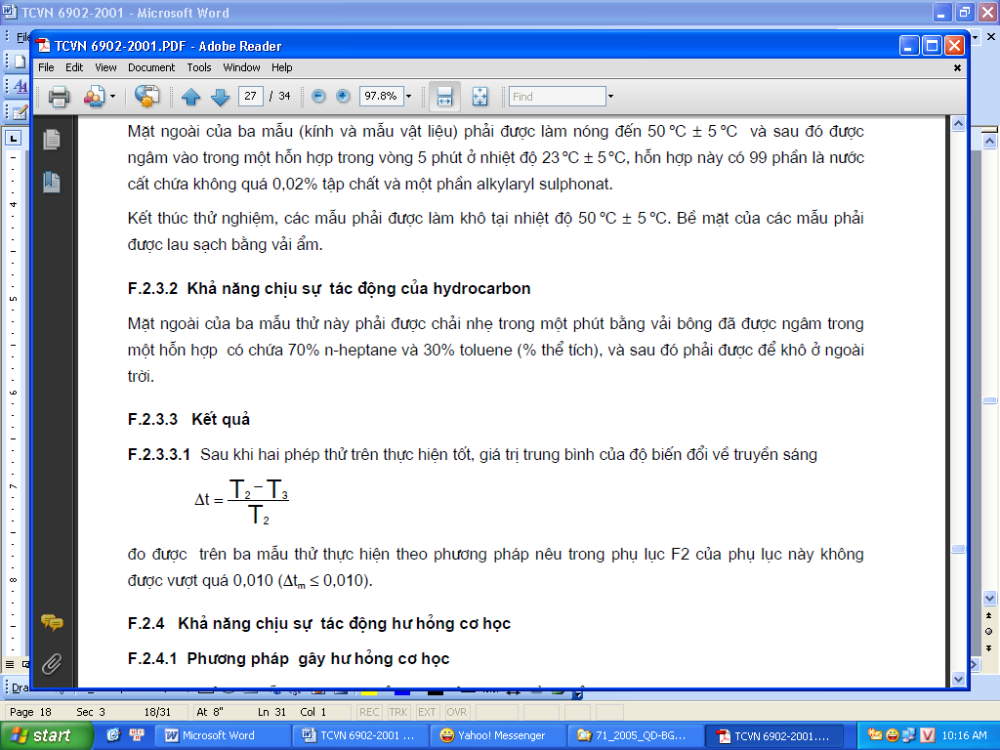 TCVN 6902-2001 - Microsoft Word
TCVN 6902-2001.PDF - Adobe Reader
File Edit View Document Tools Window Help
27 / 34 97.8% Find
Mặt ngoài của ba mẫu (kính và mẫu vật liệu) phải được làm nóng đến 50 ºC ± 5 ºC và sau đó được
ngâm vào trong một hỗn hợp trong vòng 5 phút ở nhiệt độ 23 ºC ± 5 ºC, hỗn hợp này có 99 phần là nước
cất chứa không quá 0,02% tập chất và một phần alkylaryl sulphonat.
Kết thúc thử nghiệm, các mẫu phải được làm khô tại nhiệt độ 50 ºC ± 5 ºC. Bề mặt của các mẫu phải
được lau sạch bằng vải ẩm.
F.2.3.2 Khả năng chịu sự tác động của hydrocarbon
Mặt ngoài của ba mẫu thử này phải được chải nhẹ trong một phút bằng vải bông đã được ngâm trong
một hỗn hợp có chứa 70% n-heptane và 30% toluene (% thể tích), và sau đó phải được để khô ở ngoài
trời.
F.2.3.3 Kết quả
F.2.3.3.1 Sau khi hai phép thử trên thực hiện tốt, giá trị trung bình của độ biến đổi về truyền sáng
Δt = (T₂ − T₃) / T₂
đo được trên ba mẫu thử thực hiện theo phương pháp nêu trong phụ lục F2 của phụ lục này không
được vượt quá 0,010 (Δtₘ ≤ 0,010).
F.2.4 Khả năng chịu sự tác động hư hỏng cơ học
F.2.4.1 Phương pháp gây hư hỏng cơ học
Page 18 Sec 3 18/31 At 8" Ln 31 Col 1 REC TRK EXT OVR
start Microsoft Word TCVN 6902-2001 ... Yahoo! Messenger 71_2005_QD-BG... TCVN 6902-2001.... 10:16 AM